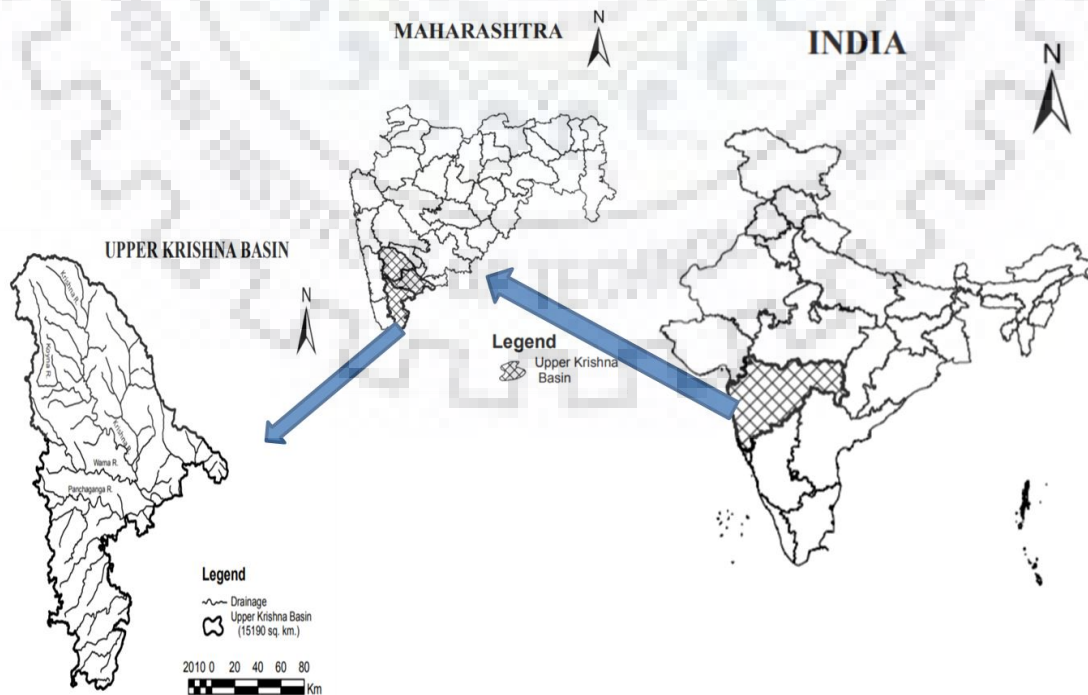 MAHARASHTRA
N
INDIA
N
UPPER KRISHNA BASIN
N
Krishna R.
Koyna R.
Krishna R.
Warna R.
Panchaganga R.
Legend
Upper Krishna
Basin
Legend
Drainage
Upper Krishna Basin
(15190 sq. km.)
2010 0 20 40 60 80
Km